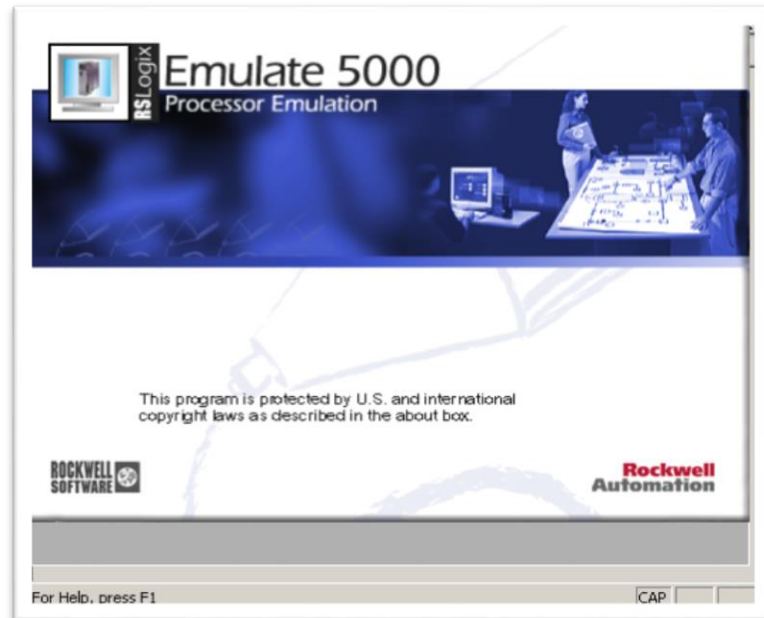 RSLogix
Emulate 5000
Processor Emulation
This program is protected by U.S. and international
copyright laws as described in the about box.
ROCKWELL
SOFTWARE
Rockwell
Automation
For Help, press F1
CAP